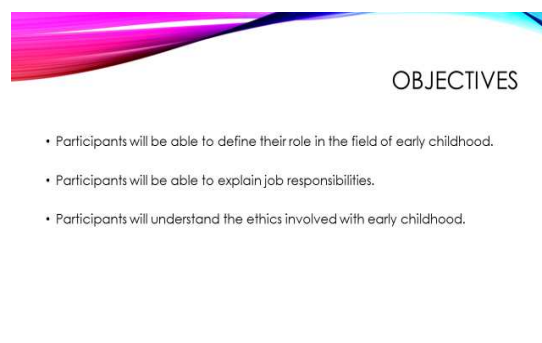 OBJECTIVES
• Participants will be able to define their role in the field of early childhood.
• Participants will be able to explain job responsibilities.
• Participants will understand the ethics involved with early childhood.